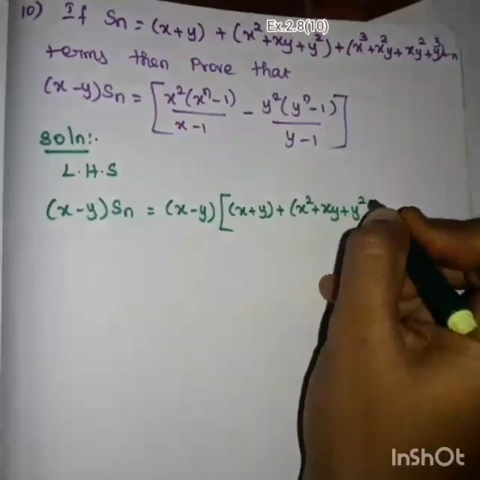 Ex.2.8(10)
10) If Sn = (x+y) + (x²+xy+y²) + (x³+x²y+xy²+y³)+..n
terms then Prove that
(x-y)Sn = [x²(xⁿ-1)/x-1 - y²(yⁿ-1)/y-1]
Soln:-
L.H.S
(x-y)Sn = (x-y)[(x+y) + (x²+xy+y²
InShOt